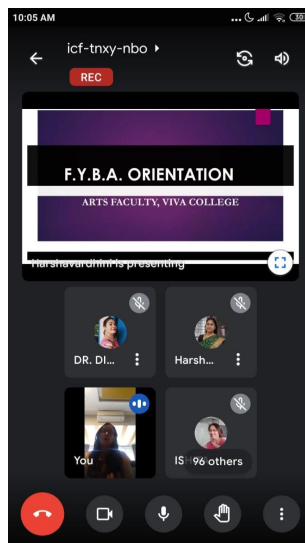 10:05 AM
icf-tnxy-nbo
REC
F.Y.B.A. ORIENTATION
ARTS FACULTY, VIVA COLLEGE
Harshavardhini is presenting
DR. DI...
Harsh...
You
IS
96 others